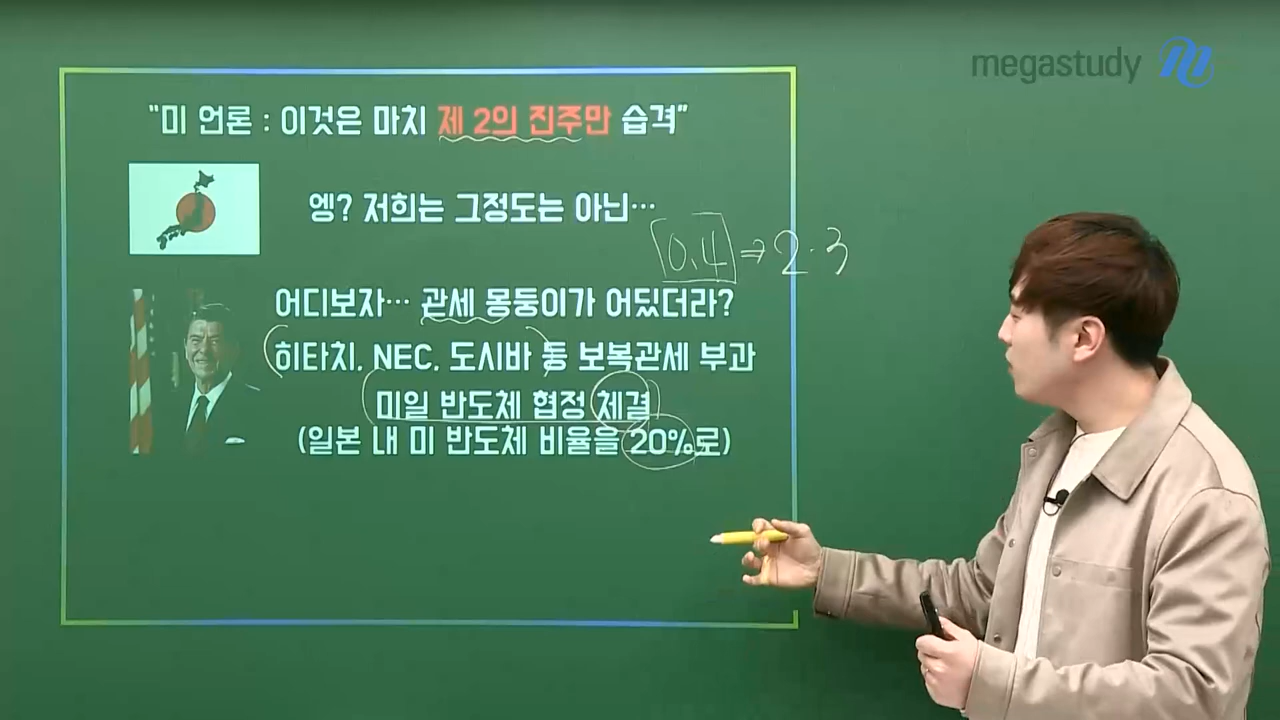 megastudy
"미 언론 : 이것은 마치 제 2의 진주만 습격"
엥? 저희는 그정도는 아닌…
0.4 ⇒ 2·3
어디보자… 관세 몽둥이가 어딨더라?
히타치, NEC, 도시바 등 보복관세 부과
미일 반도체 협정 체결
(일본 내 미 반도체 비율을 20%로)